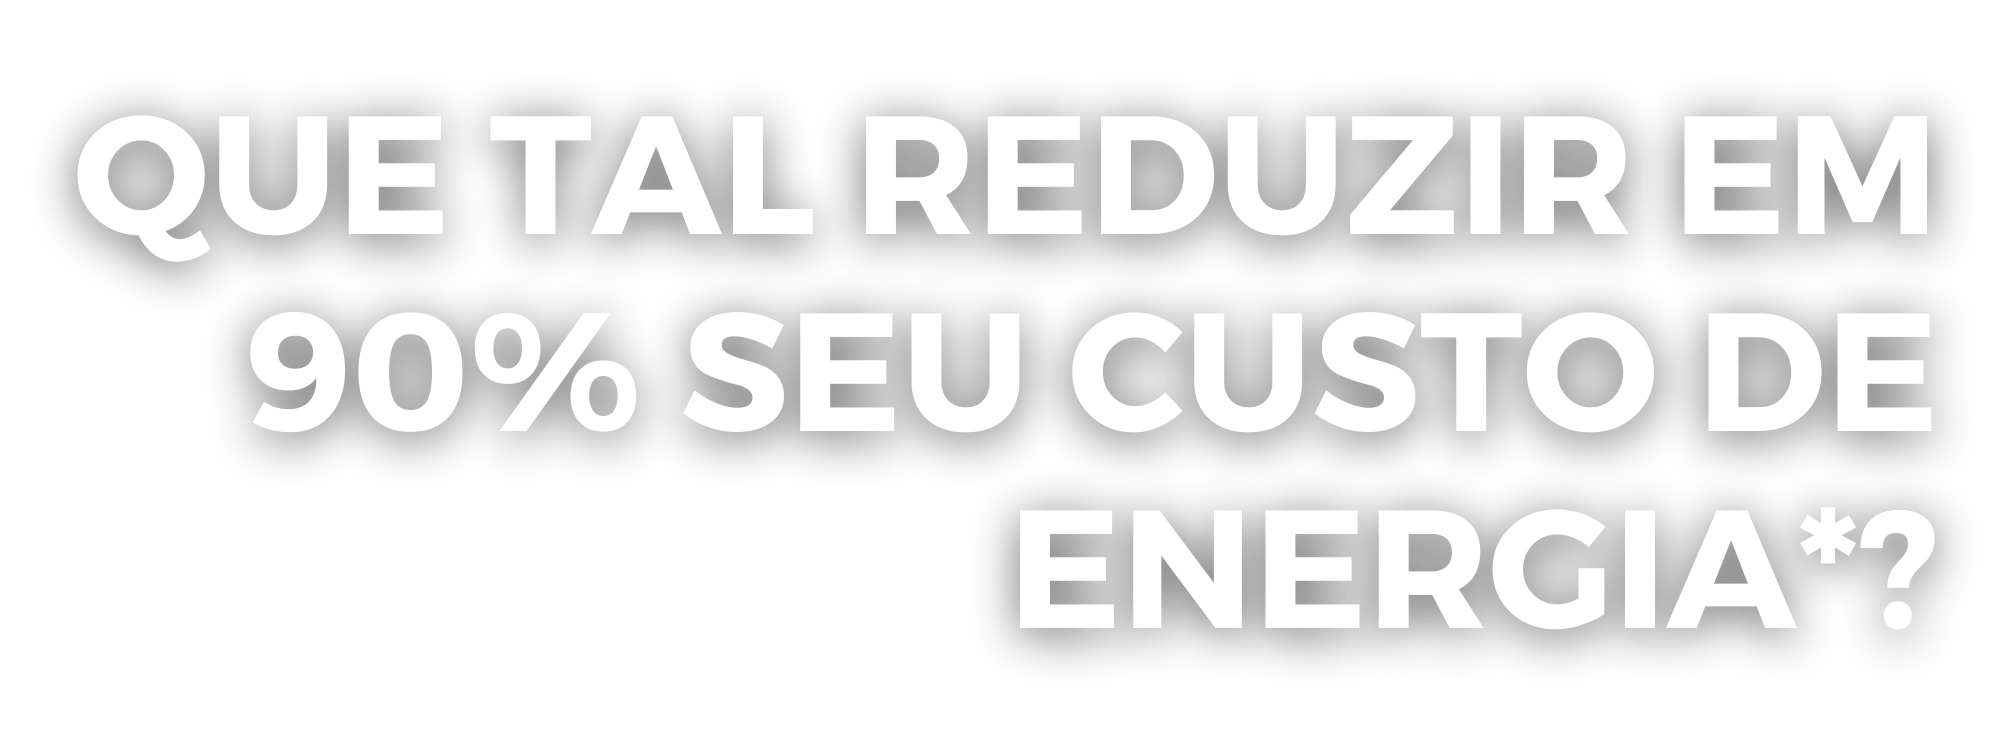 QUE TAL REDUZIR EM
90% SEU CUSTO DE
ENERGIA*?